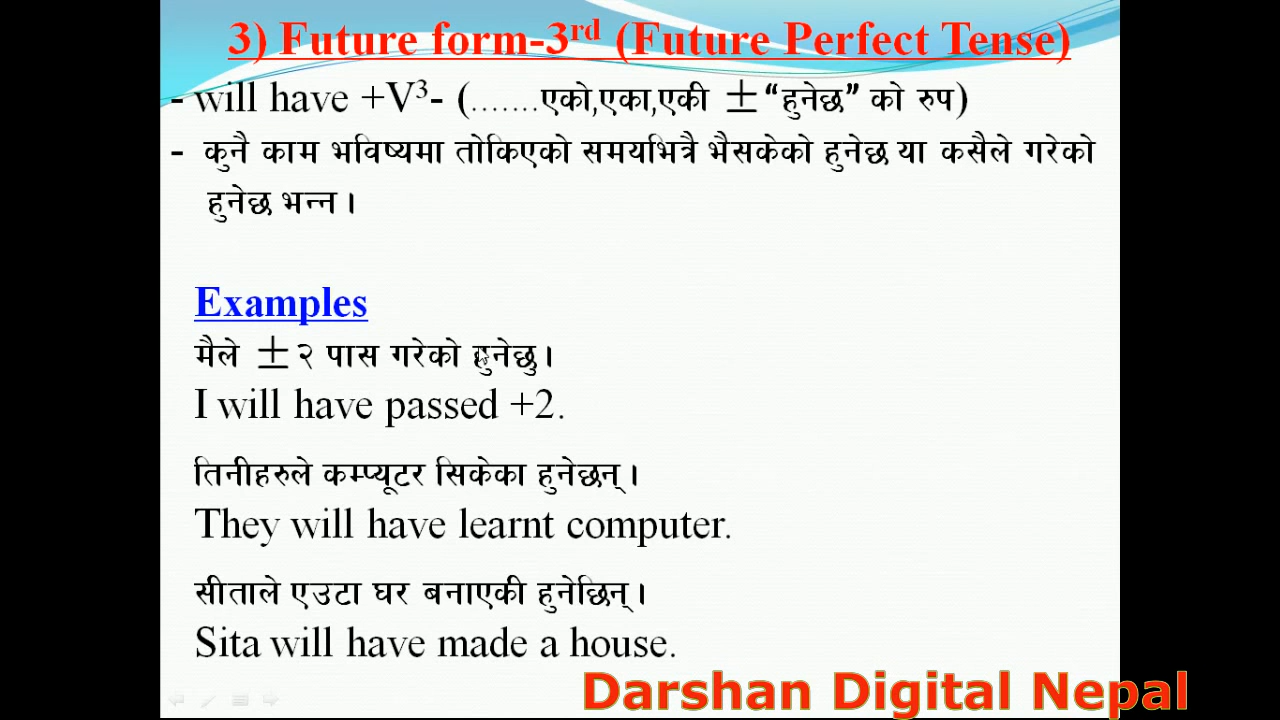 3) Future form-3rd (Future Perfect Tense)
- will have +V3- (.......एको,एका,एकी ± “हुनेछ” को रुप)
- कुनै काम भविष्यमा तोकिएको समयभित्रै भैसकेको हुनेछ या कसैले गरेको
हुनेछ भन्न।
Examples
मैले ±२ पास गरेको हुनेछु।
I will have passed +2.
तिनीहरुले कम्प्यूटर सिकेका हुनेछन्।
They will have learnt computer.
सीताले एउटा घर बनाएकी हुनेछिन्।
Sita will have made a house.
Darshan Digital Nepal